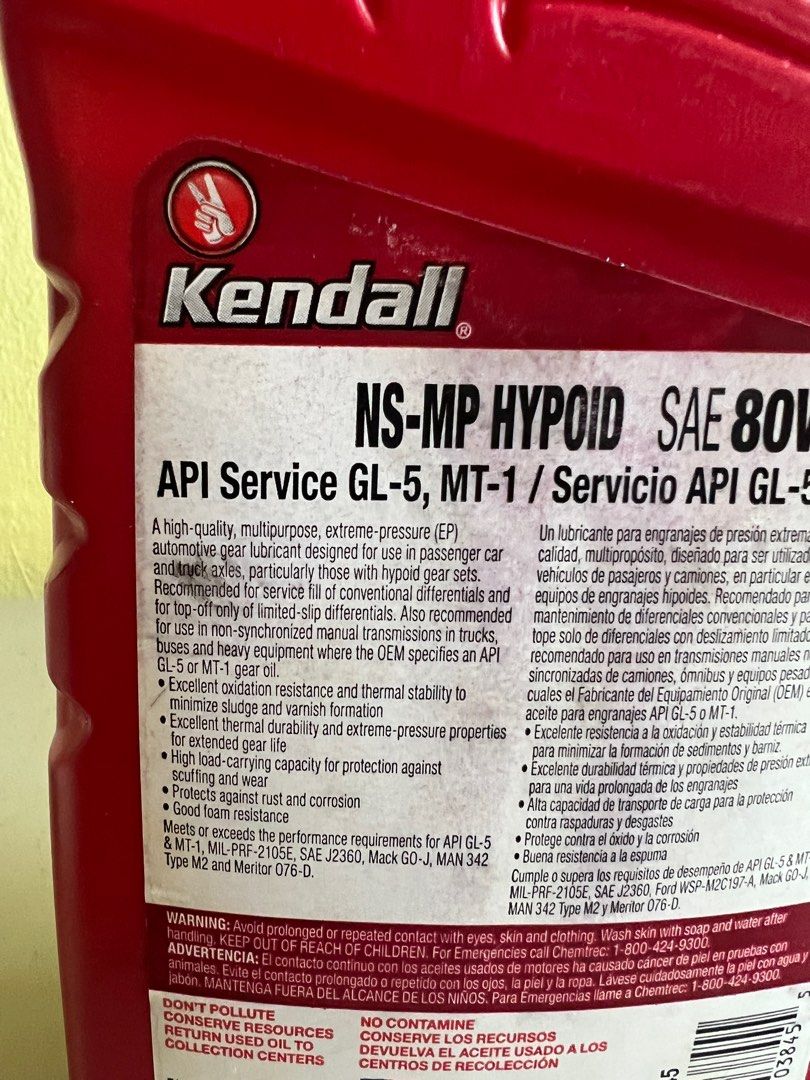 Kendall®
NS-MP HYPOID SAE 80W
API Service GL-5, MT-1 / Servicio API GL-5
A high-quality, multipurpose, extreme-pressure (EP)
automotive gear lubricant designed for use in passenger car
and truck axles, particularly those with hypoid gear sets.
Recommended for service fill of conventional differentials and
for top-off only of limited-slip differentials. Also recommended
for use in non-synchronized manual transmissions in trucks,
buses and heavy equipment where the OEM specifies an API
GL-5 or MT-1 gear oil.
• Excellent oxidation resistance and thermal stability to
minimize sludge and varnish formation
• Excellent thermal durability and extreme-pressure properties
for extended gear life
• High load-carrying capacity for protection against
scuffing and wear
• Protects against rust and corrosion
• Good foam resistance
Meets or exceeds the performance requirements for API GL-5
& MT-1, MIL-PRF-2105E, SAE J2360, Mack GO-J, MAN 342
Type M2 and Meritor O76-D.
Un lubricante para engranajes de presión extrema
calidad, multipropósito, diseñado para ser utilizad
vehículos de pasajeros y camiones, en particular e
equipos de engranajes hipoides. Recomendado par
mantenimiento de diferenciales convencionales y pa
tope solo de diferenciales con deslizamiento limitado
recomendado para uso en transmisiones manuales n
sincronizadas de camiones, ómnibus y equipos pesad
cuales el Fabricante del Equipamiento Original (OEM) e
aceite para engranajes API GL-5 o MT-1.
• Excelente resistencia a la oxidación y estabilidad térmica
para minimizar la formación de sedimentos y barniz.
• Excelente durabilidad térmica y propiedades de presión ext
para una vida prolongada de los engranajes
• Alta capacidad de transporte de carga para la protección
contra raspaduras y desgastes
• Protege contra el óxido y la corrosión
• Buena resistencia a la espuma
Cumple o supera los requisitos de desempeño de API GL-5 & MT-
MIL-PRF-2105E, SAE J2360, Ford WSP-M2C197-A, Mack GO-J,
MAN 342 Type M2 y Meritor O76-D.
WARNING: Avoid prolonged or repeated contact with eyes, skin and clothing. Wash skin with soap and water after
handling. KEEP OUT OF REACH OF CHILDREN. For Emergencies call Chemtrec: 1-800-424-9300.
ADVERTENCIA: El contacto continuo con los aceites usados de motores ha causado cáncer de piel en pruebas con
animales. Evite el contacto prolongado o repetido con los ojos, la piel y la ropa. Lávese cuidadosamente la piel con agua y
jabón. MANTENGA FUERA DEL ALCANCE DE LOS NIÑOS. Para Emergencias llame a Chemtrec: 1-800-424-9300.
DON'T POLLUTE
CONSERVE RESOURCES
RETURN USED OIL TO
COLLECTION CENTERS
NO CONTAMINE
CONSERVE LOS RECURSOS
DEVUELVA EL ACEITE USADO A LOS
CENTROS DE RECOLECCIÓN
03845
5